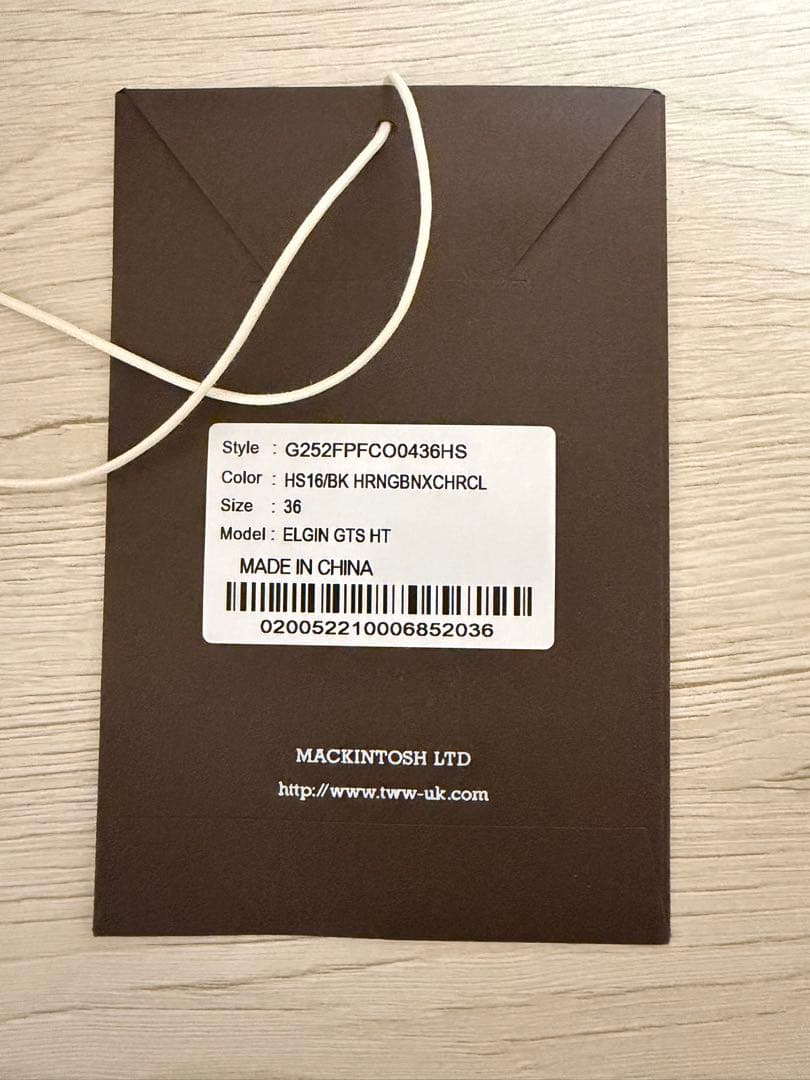 Style : G252FPFCO0436HS
Color : HS16/BK HRNGBNXCHRCL
Size : 36
Model : ELGIN GTS HT
MADE IN CHINA
020052210006852036
MACKINTOSH LTD
http://www.tww-uk.com